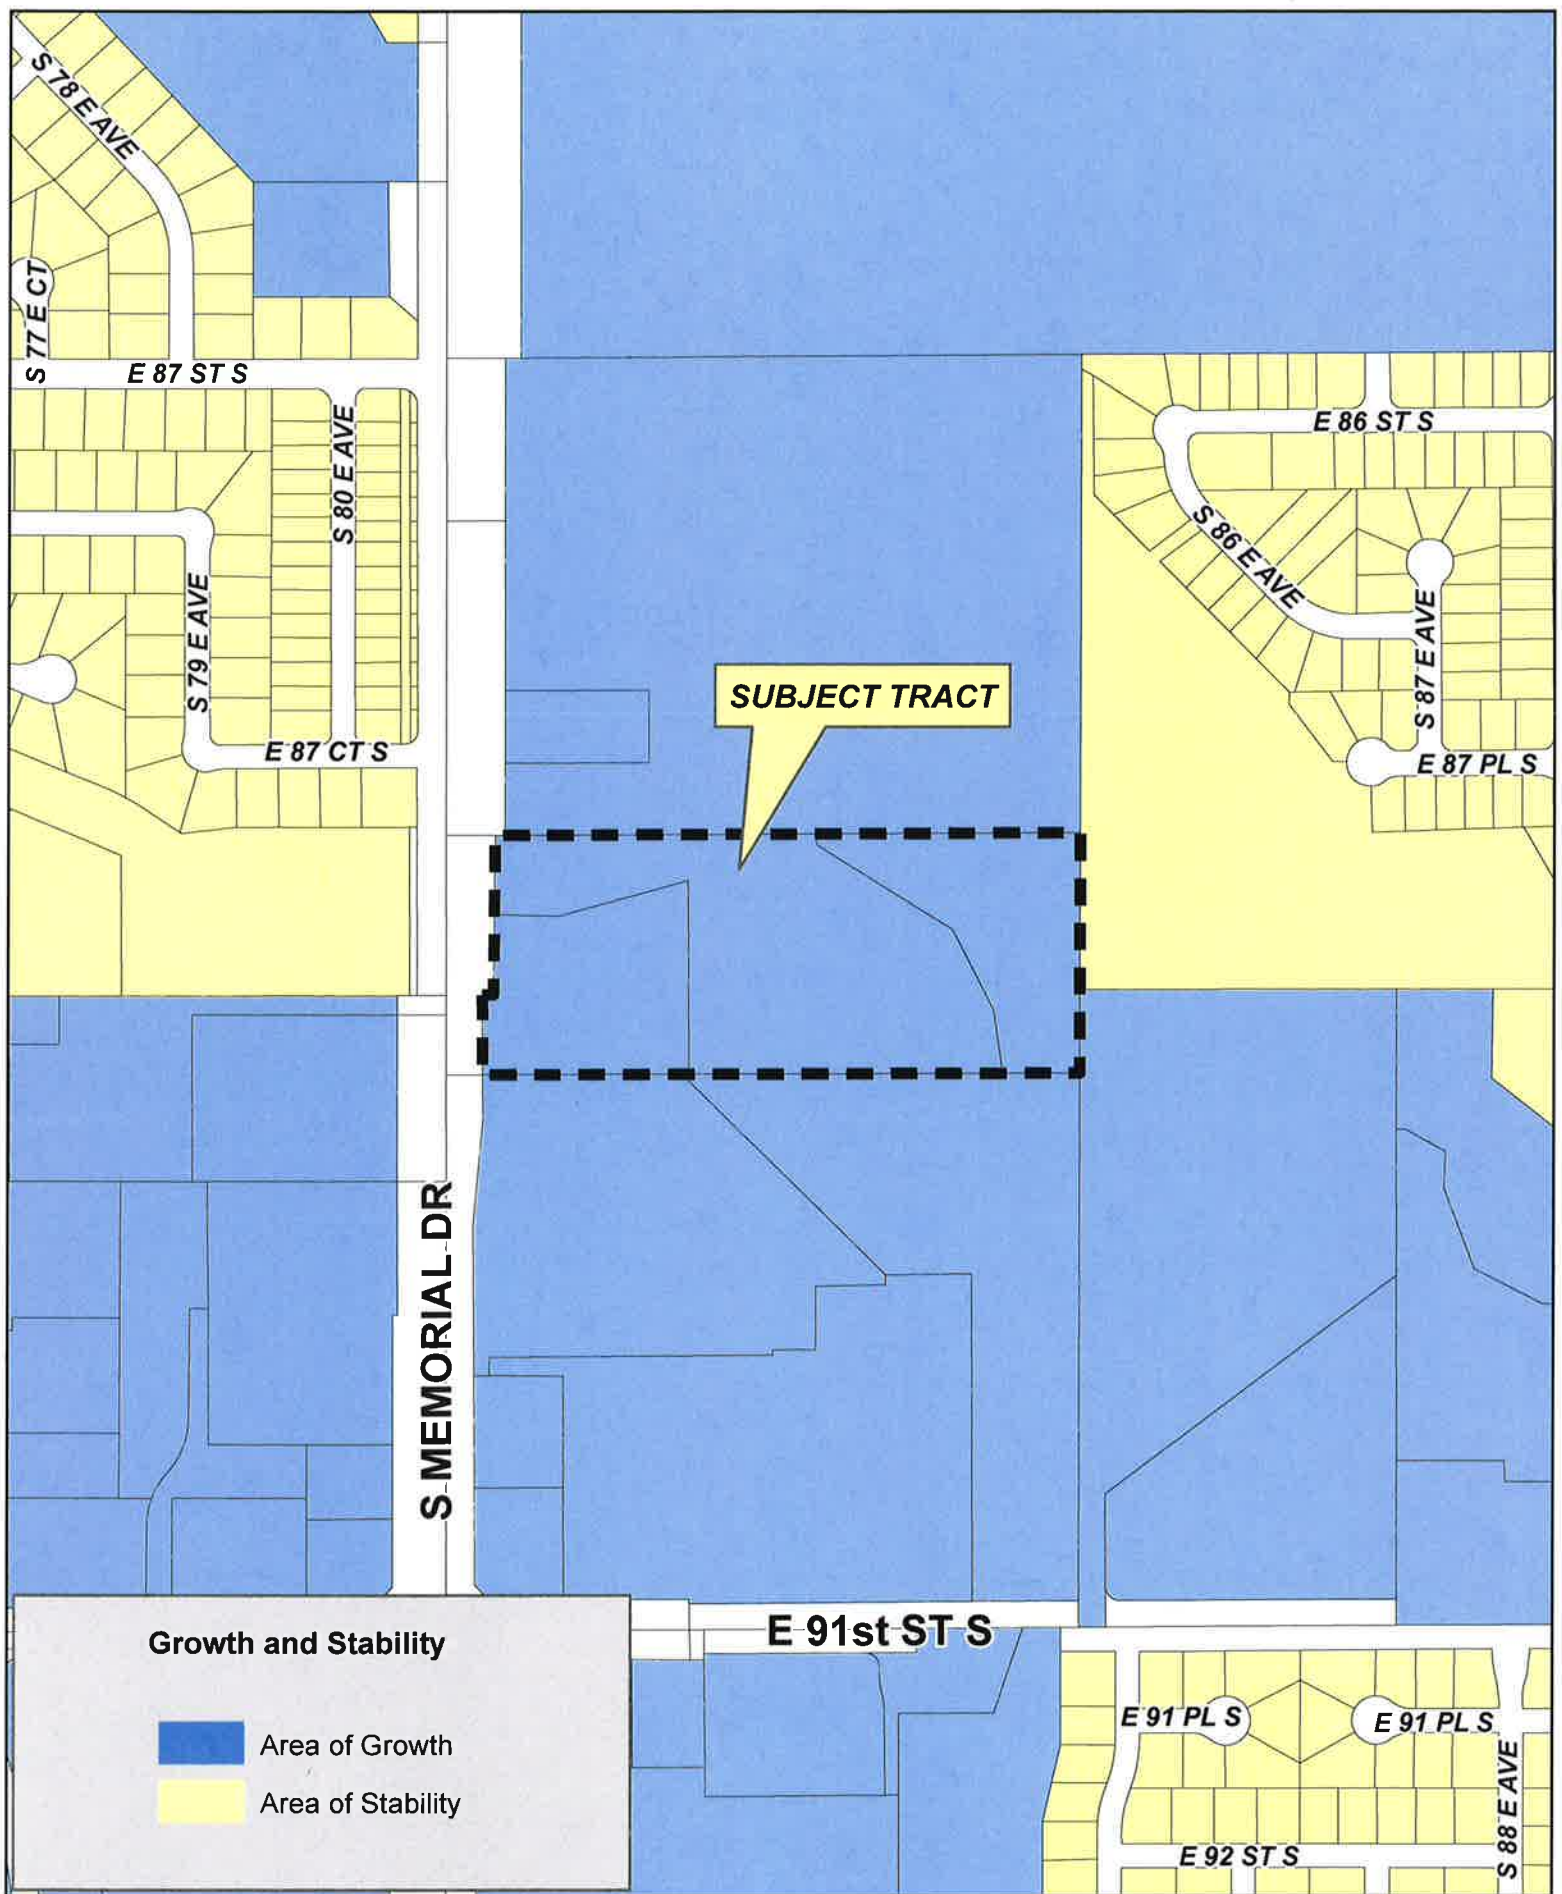 S 78 E AVE
S 77 E CT
E 87 ST S
S 80 E AVE
E 86 ST S
S 86 E AVE
S 79 E AVE
S 87 E AVE
SUBJECT TRACT
E 87 CT S
E 87 PL S
S MEMORIAL DR
E 91st ST S
Growth and Stability
Area of Growth
Area of Stability
E 91 PL S
E 91 PL S
S 88 E AVE
E 92 ST S